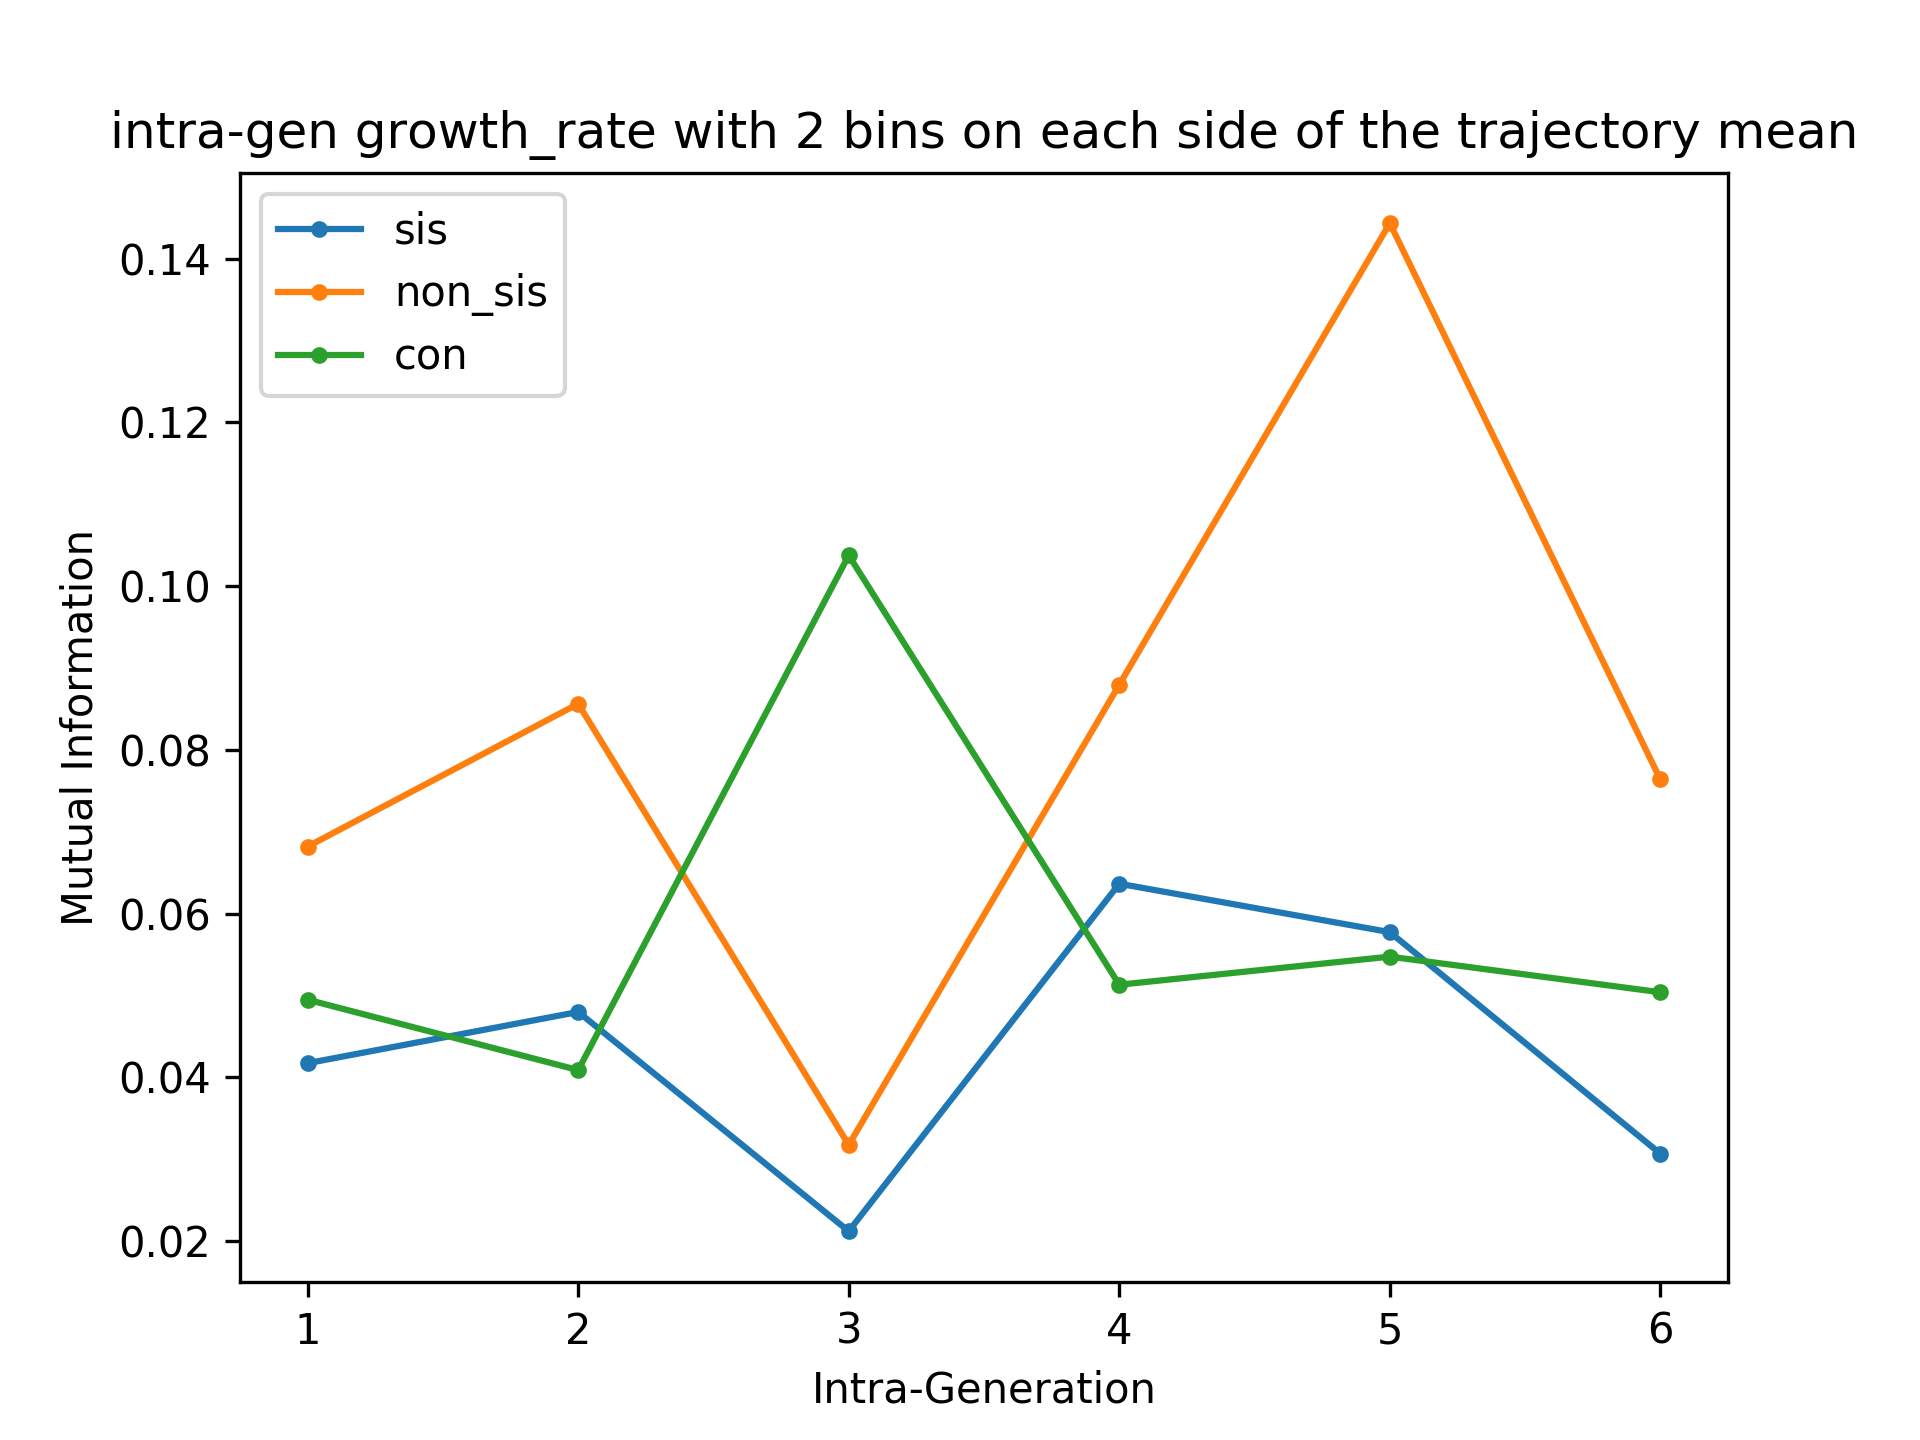 intra-gen growth_rate with 2 bins on each side of the trajectory mean
sis
non_sis
con
0.14
0.12
0.10
0.08
0.06
0.04
0.02
Mutual Information
1 2 3 4 5 6
Intra-Generation